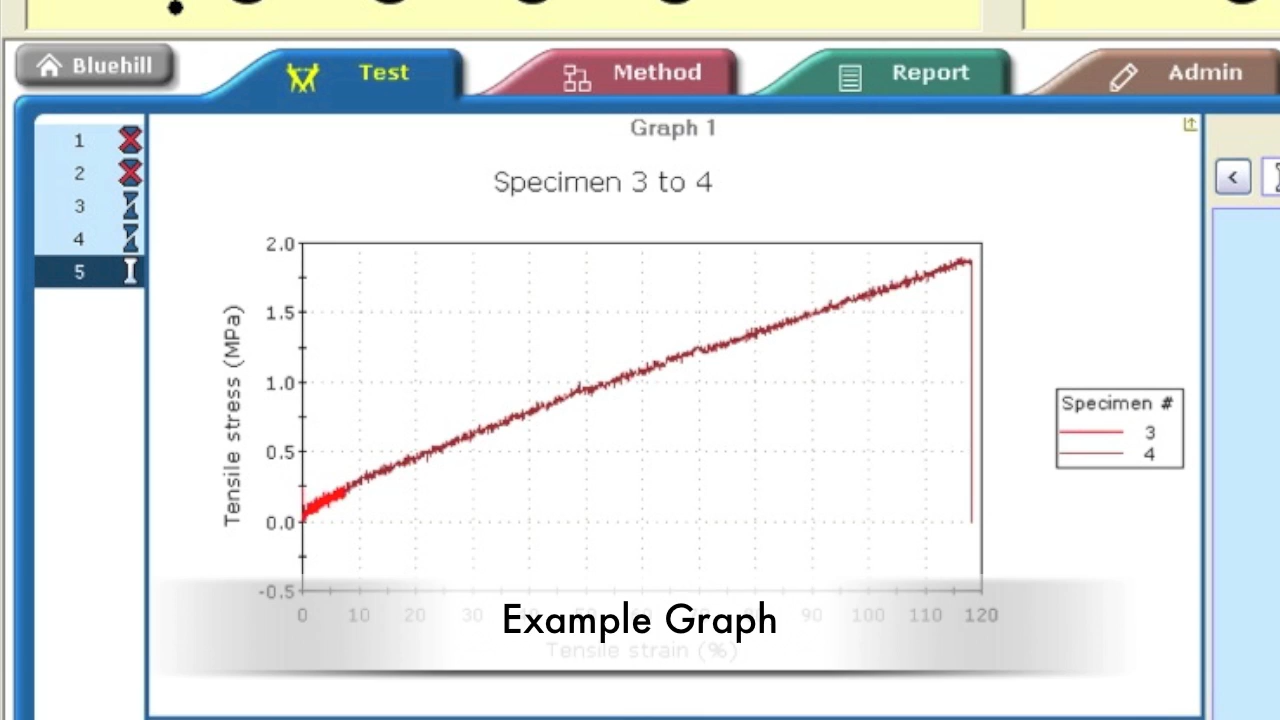 Bluehill
Test
Method
Report
Admin
1
2
3
4
5
Graph 1
Specimen 3 to 4
Tensile stress (MPa)
2.0
1.5
1.0
0.5
0.0
-0.5
0 10 20 30 90 100 110 120
Tensile strain (%)
Example Graph
Specimen #
3
4
<